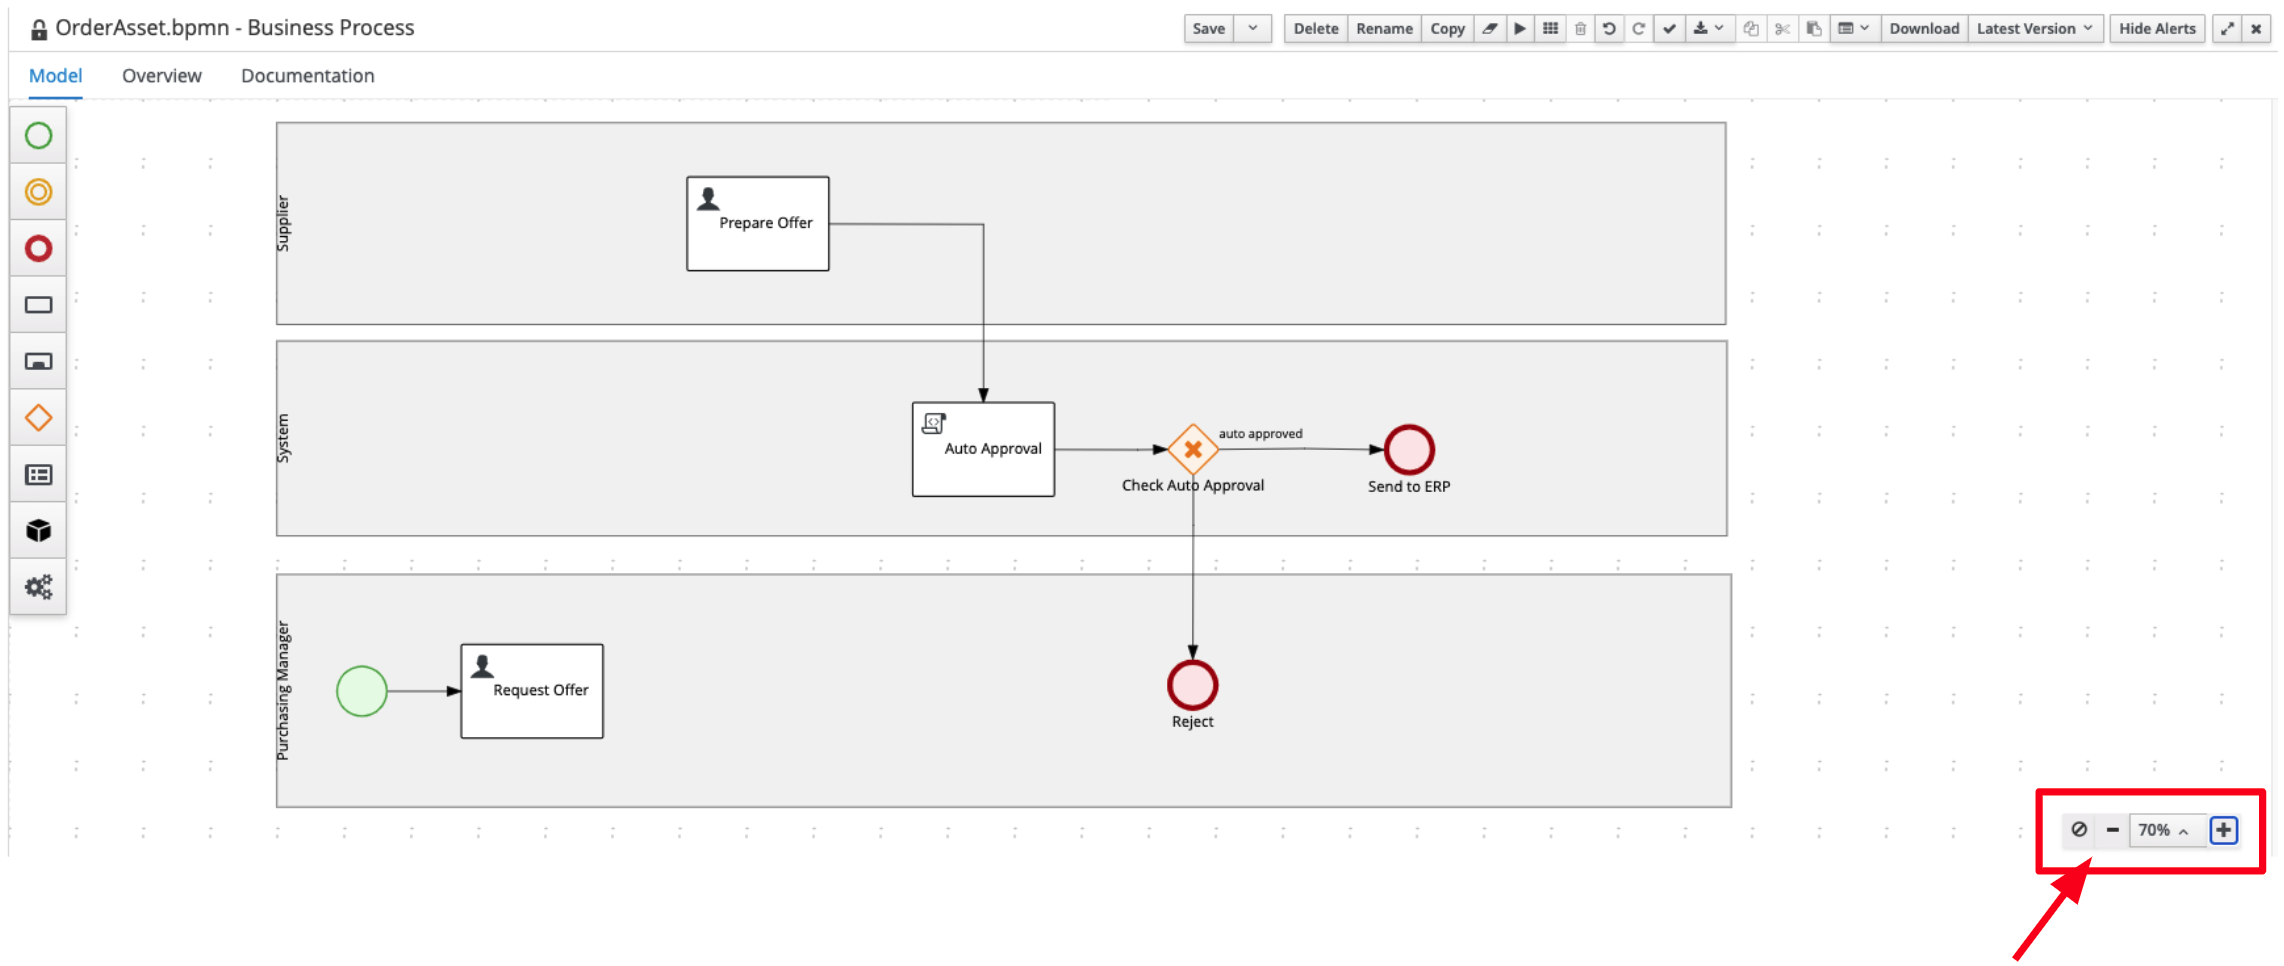 OrderAsset.bpmn - Business Process
Save Delete Rename Copy Download Latest Version Hide Alerts
Model Overview Documentation
Supplier
Prepare Offer
System
Auto Approval
auto approved
Check Auto Approval
Send to ERP
Purchasing Manager
Request Offer
Reject
70%